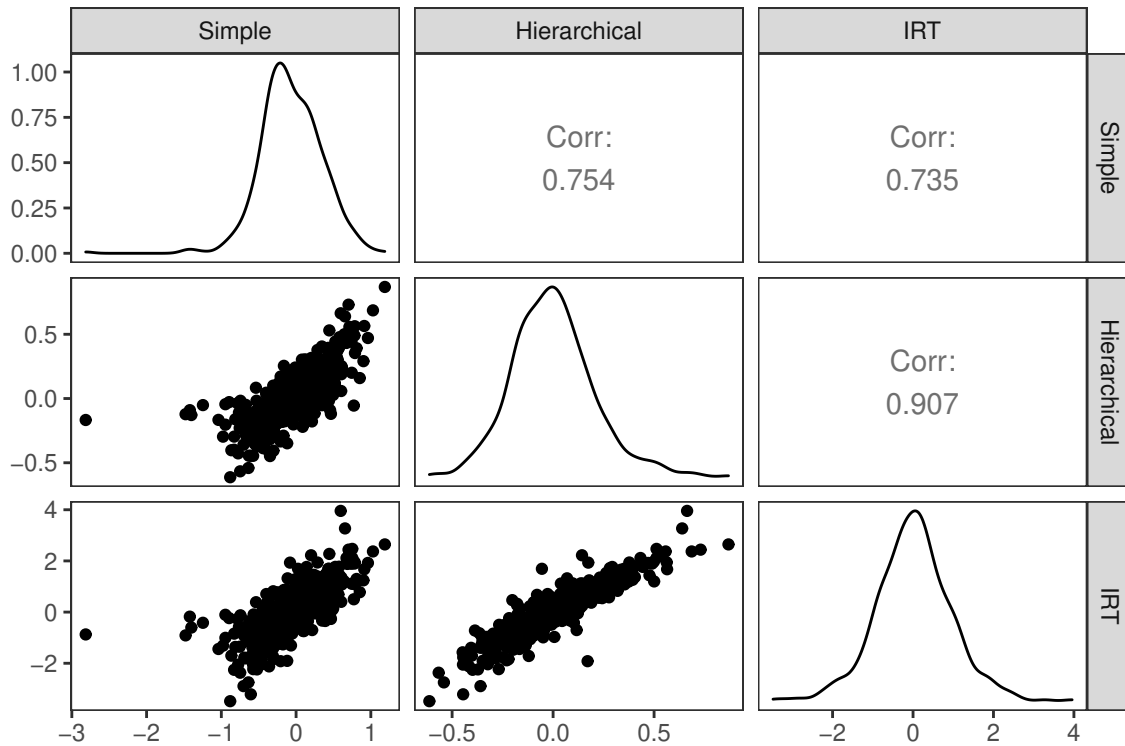 Simple Hierarchical IRT
1.00
0.75
0.50
0.25
0.00
Corr:
0.754
Corr:
0.735
Simple
0.5
0.0
−0.5
Corr:
0.907
Hierarchical
4
2
0
−2
IRT
−3 −2 −1 0 1 −0.5 0.0 0.5 −2 0 2 4